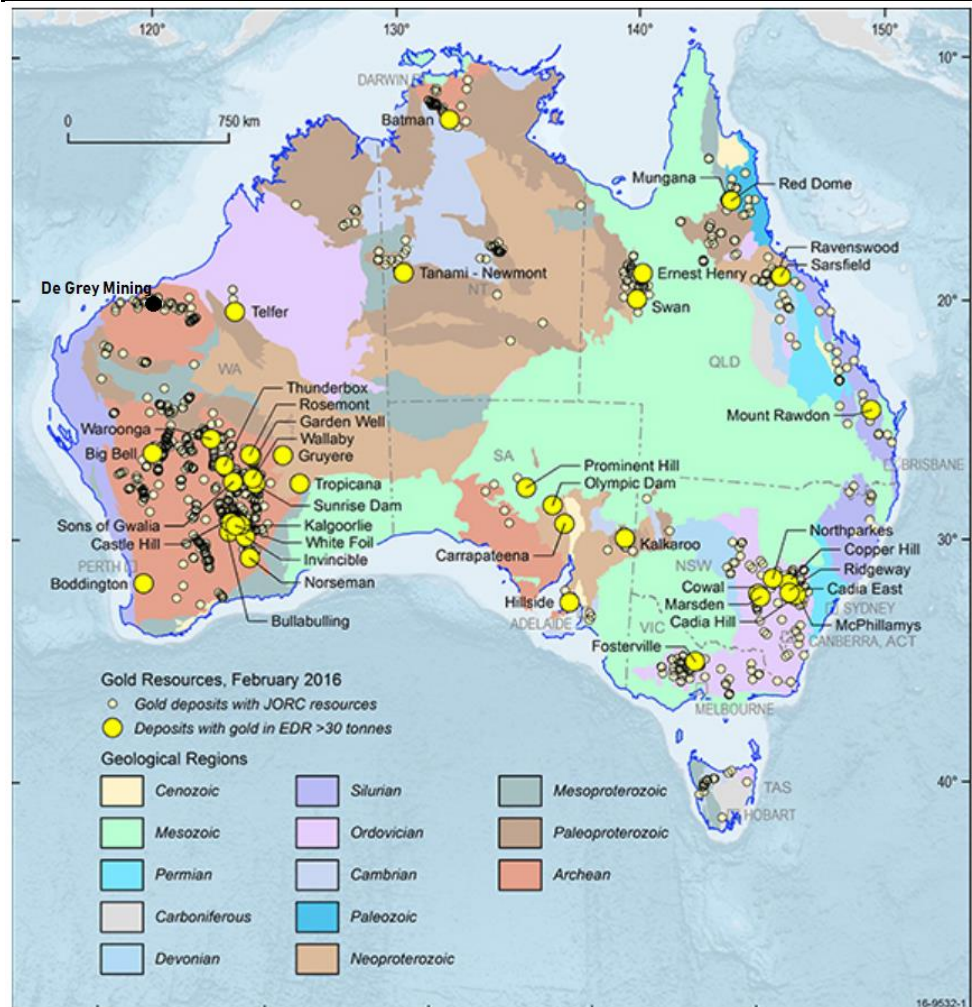 120°
130°
140°
150°
10°
DARWIN
0
750 km
Batman
Mungana
Red Dome
Ravenswood
Sarsfield
Tanami - Newmont
NT
Ernest Henry
De Grey Mining
20°
Telfer
Swan
QLD
WA
Thunderbox
Rosemont
Garden Well
Wallaby
Gruyere
Waroonga
Big Bell
Mount Rawdon
SA
BRISBANE
Prominent Hill
Olympic Dam
Tropicana
Sunrise Dam
Sons of Gwalia
Kalgoorlie
Castle Hill
White Foil
Invincible
PERTH
Norseman
Boddington
Bullabulling
Carrapateena
Kalkaroo
Northparkes
30°
NSW
Copper Hill
Ridgeway
Cowal
Cadia East
Marsden
SYDNEY
Cadia Hill
McPhillamys
Hillside
ADELAIDE
VIC
CANBERRA, ACT
Fosterville
MELBOURNE
Gold Resources, February 2016
Gold deposits with JORC resources
Deposits with gold in EDR >30 tonnes
Geological Regions
Cenozoic
Silurian
Mesoproterozoic
Mesozoic
Ordovician
Paleoproterozoic
Permian
Cambrian
Archean
Carboniferous
Paleozoic
Devonian
Neoproterozoic
40°
TAS
HOBART
16-9532-1